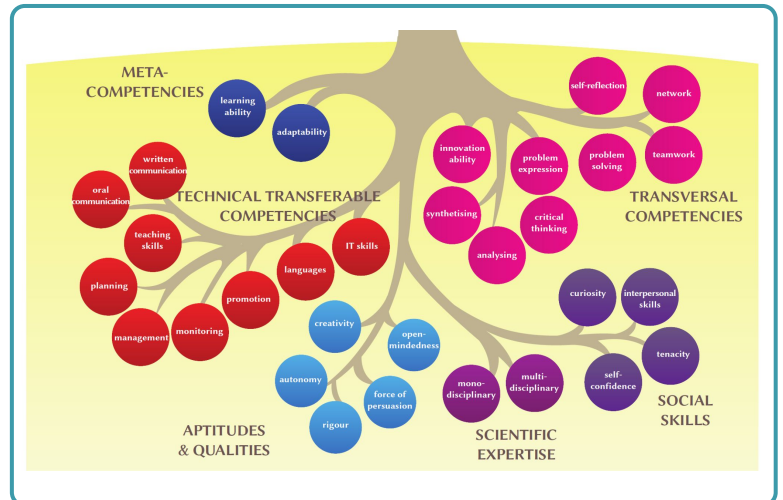 META-
COMPETENCIES
learning
ability
adaptability
written
communication
oral
communication
TECHNICAL TRANSFERABLE
COMPETENCIES
teaching
skills
planning
management
monitoring
promotion
languages
IT skills
self-reflection
network
innovation
ability
problem
expression
problem
solving
teamwork
TRANSVERSAL
COMPETENCIES
synthetising
critical
thinking
analysing
creativity
open-
mindedness
autonomy
force of
persuasion
rigour
APTITUDES
& QUALITIES
mono-
disciplinary
multi-
disciplinary
SCIENTIFIC
EXPERTISE
curiosity
interpersonal
skills
tenacity
self-
confidence
SOCIAL
SKILLS